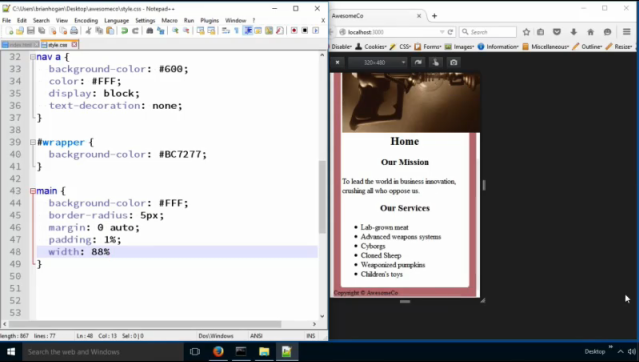 C:\Users\brianhogan\Desktop\awesomeco\style.css - Notepad++
File Edit Search View Encoding Language Settings Macro Run Plugins Window ?
index.html style.css
32 nav a {
33 background-color: #600;
34 color: #FFF;
35 display: block;
36 text-decoration: none;
37 }
38
39 #wrapper {
40 background-color: #BC7277;
41 }
42
43 main {
44 background-color: #FFF;
45 border-radius: 5px;
46 margin: 0 auto;
47 padding: 1%;
48 width: 88%
49 }
50
51
52
53
length : 867 lines : 77 Ln : 48 Col : 13 Sel : 0 | 0 Dos\Windows ANSI INS
AwesomeCo
localhost:3000 Search
Disable Cookies CSS Forms Images Information Miscellaneous Outline Resize
320×480
Home
Our Mission
To lead the world in business innovation,
crushing all who oppose us.
Our Services
Lab-grown meat
Advanced weapons systems
Cyborgs
Cloned Sheep
Weaponized pumpkins
Children's toys
Copyright © AwesomeCo
Search the web and Windows
Desktop